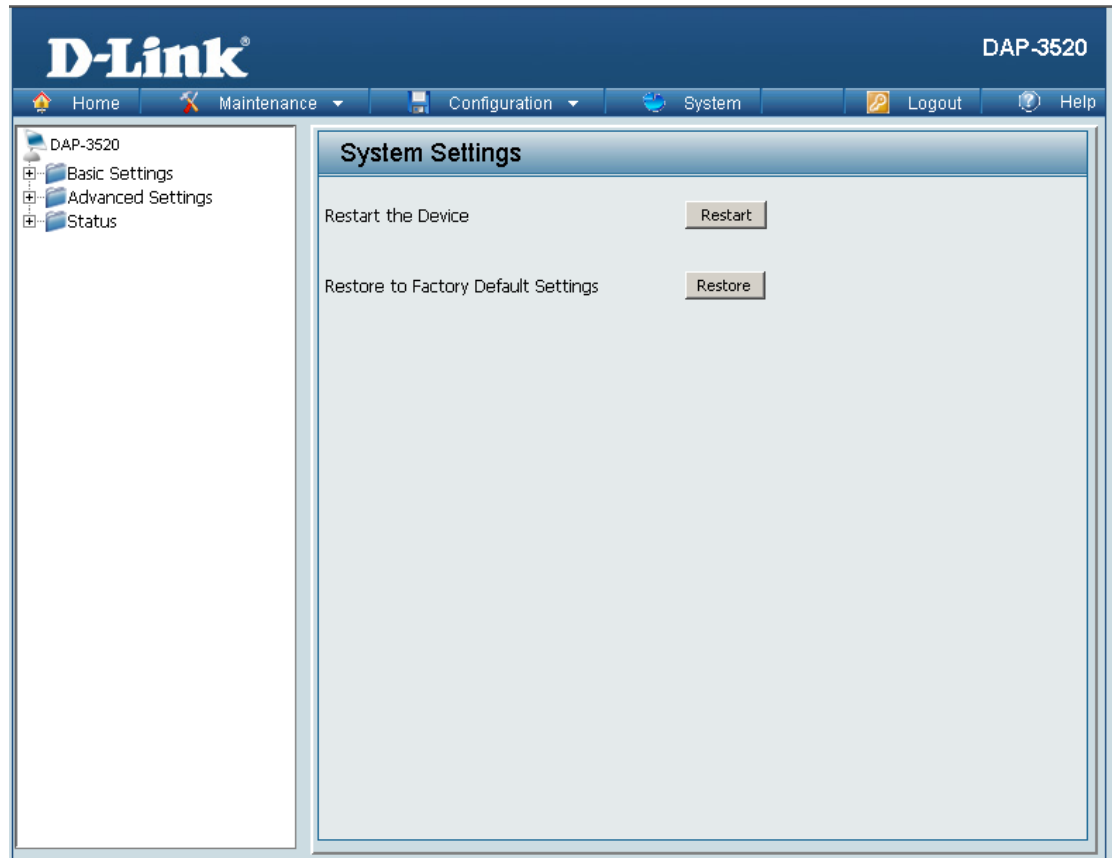 D-Link®
DAP-3520
Home Maintenance Configuration System Logout Help
DAP-3520
Basic Settings
Advanced Settings
Status
System Settings
Restart the Device Restart
Restore to Factory Default Settings Restore